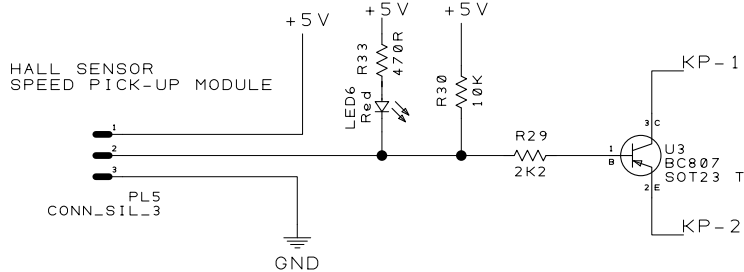 +5V
+5V
+5V
R33
470R
HALL SENSOR
SPEED PICK-UP MODULE
LED6
Red
R30
10K
KP-1
1
2
3
R29
2K2
3 C
1
B
U3
BC807
SOT23 T
2 E
PL5
CONN_SIL_3
KP-2
GND